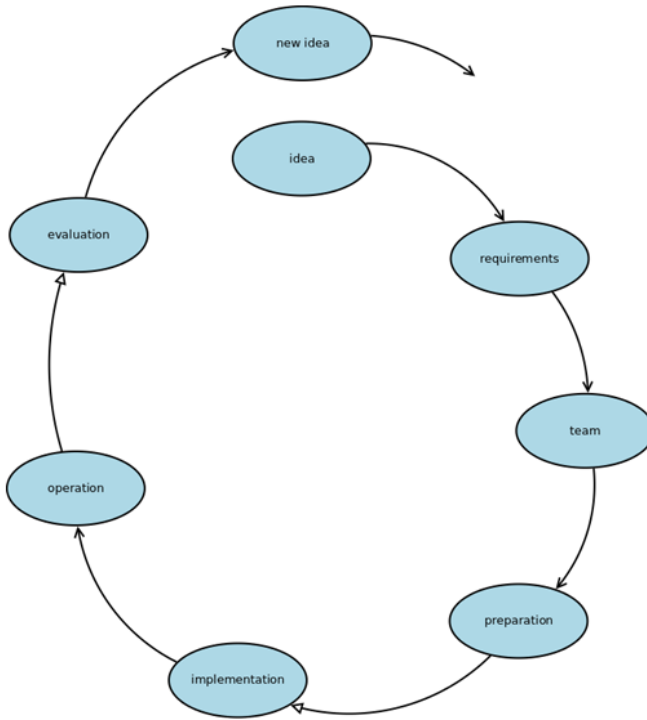 new idea
idea
requirements
team
preparation
implementation
operation
evaluation